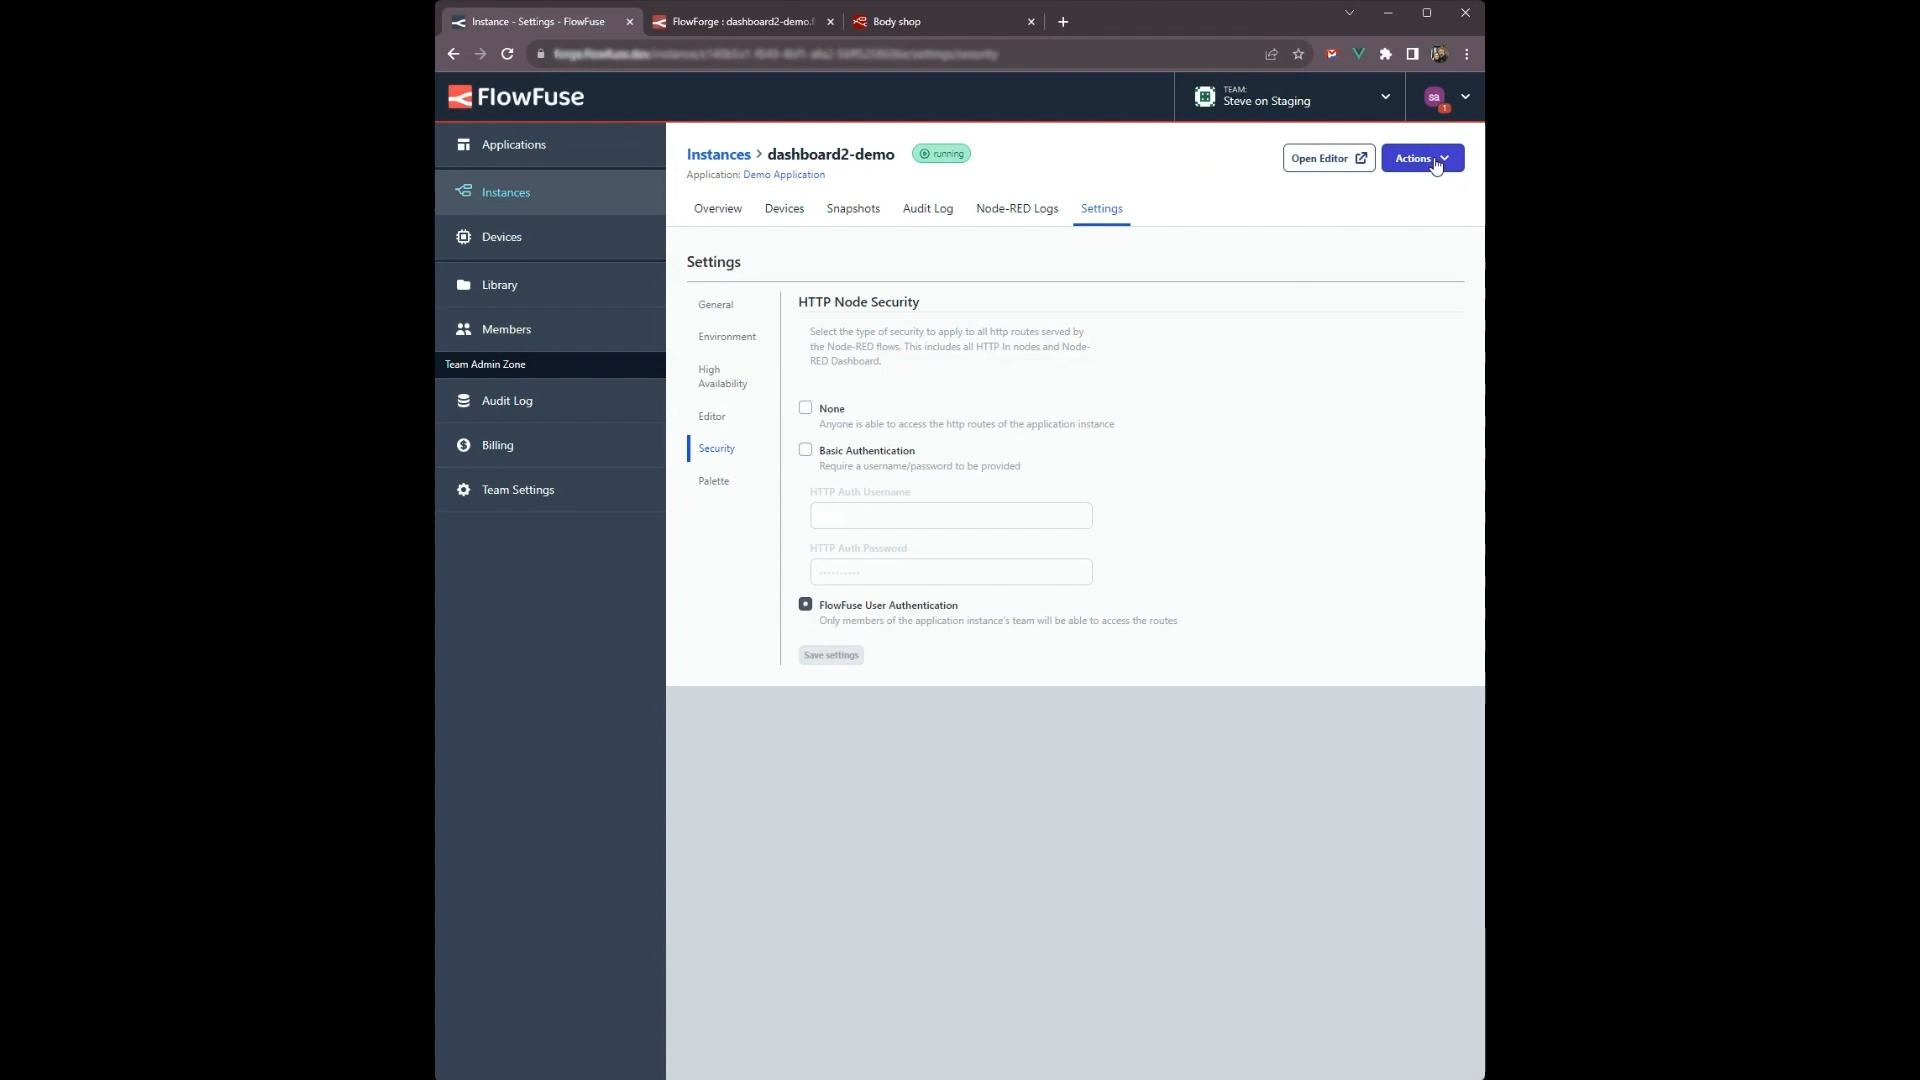 Instance - Settings - FlowFuse
FlowForge : dashboard2-demo.f
Body shop
FlowFuse
TEAM:
Steve on Staging
sa
1
Applications
Instances
Devices
Library
Members
Team Admin Zone
Audit Log
Billing
Team Settings
Instances > dashboard2-demo
running
Application: Demo Application
Open Editor
Actions
Overview
Devices
Snapshots
Audit Log
Node-RED Logs
Settings
Settings
General
Environment
High
Availability
Editor
Security
Palette
HTTP Node Security
Select the type of security to apply to all http routes served by
the Node-RED flows. This includes all HTTP In nodes and Node-
RED Dashboard.
None
Anyone is able to access the http routes of the application instance
Basic Authentication
Require a username/password to be provided
HTTP Auth Username
HTTP Auth Password
FlowFuse User Authentication
Only members of the application instance's team will be able to access the routes
Save settings